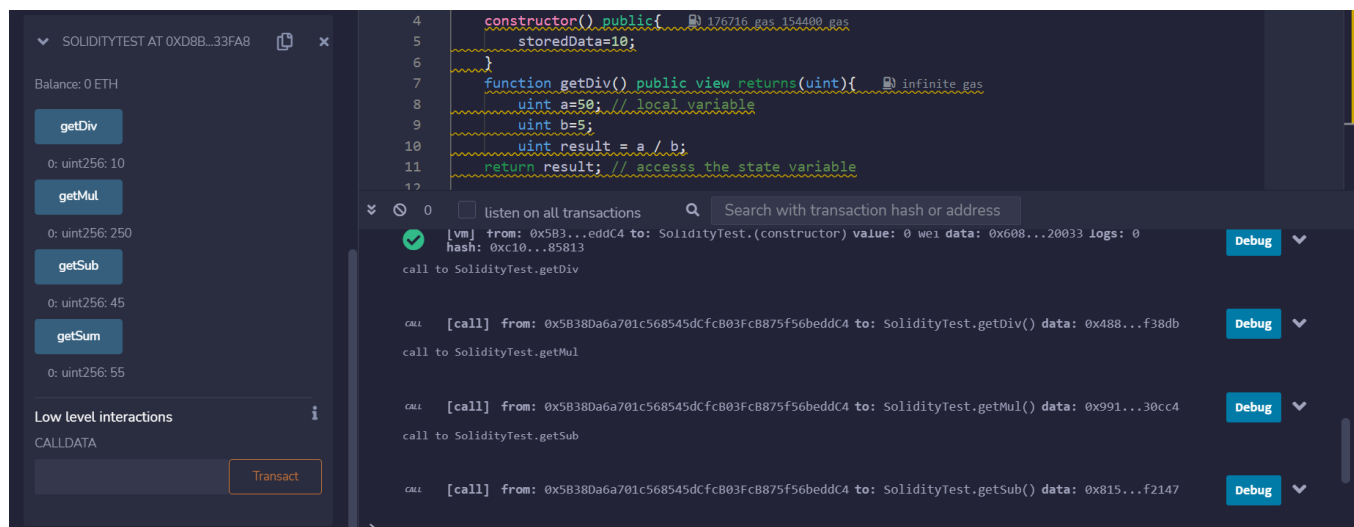 SOLIDITYTEST AT 0XD8B...33FA8
Balance: 0 ETH
getDiv
0: uint256: 10
getMul
0: uint256: 250
getSub
0: uint256: 45
getSum
0: uint256: 55
Low level interactions
i
CALLDATA
Transact
4 constructor() public{ 176716 gas 154400 gas
5 storedData=10;
6 }
7 function getDiv() public view returns(uint){ infinite gas
8 uint a=50; // local variable
9 uint b=5;
10 uint result = a / b;
11 return result; // accesss the state variable
12
0 listen on all transactions Search with transaction hash or address
[vm] from: 0x5B3...eddC4 to: SolidityTest.(constructor) value: 0 wei data: 0x608...20033 logs: 0
hash: 0xc10...85813
Debug
call to SolidityTest.getDiv
CALL [call] from: 0x5B38Da6a701c568545dCfcB03FcB875f56beddC4 to: SolidityTest.getDiv() data: 0x488...f38db Debug
call to SolidityTest.getMul
CALL [call] from: 0x5B38Da6a701c568545dCfcB03FcB875f56beddC4 to: SolidityTest.getMul() data: 0x991...30cc4 Debug
call to SolidityTest.getSub
CALL [call] from: 0x5B38Da6a701c568545dCfcB03FcB875f56beddC4 to: SolidityTest.getSub() data: 0x815...f2147 Debug